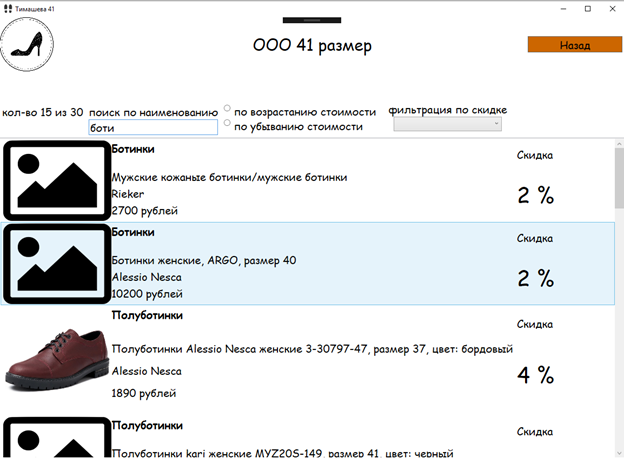 Тимашева 41
ООО 41 размер
Назад
кол-во 15 из 30 поиск по наименованию по возрастанию стоимости фильтрация по скидке
боти по убыванию стоимости
Ботинки
Скидка
Мужские кожаные ботинки/мужские ботинки
Rieker
2 %
2700 рублей
Ботинки
Скидка
Ботинки женские, ARGO, размер 40
Alessio Nesca
2 %
10200 рублей
Полуботинки
Скидка
Полуботинки Alessio Nesca женские 3-30797-47, размер 37, цвет: бордовый
Alessio Nesca
4 %
1890 рублей
Полуботинки
Скидка
Полуботинки kari женские MYZ20S-149, размер 41, цвет: черный